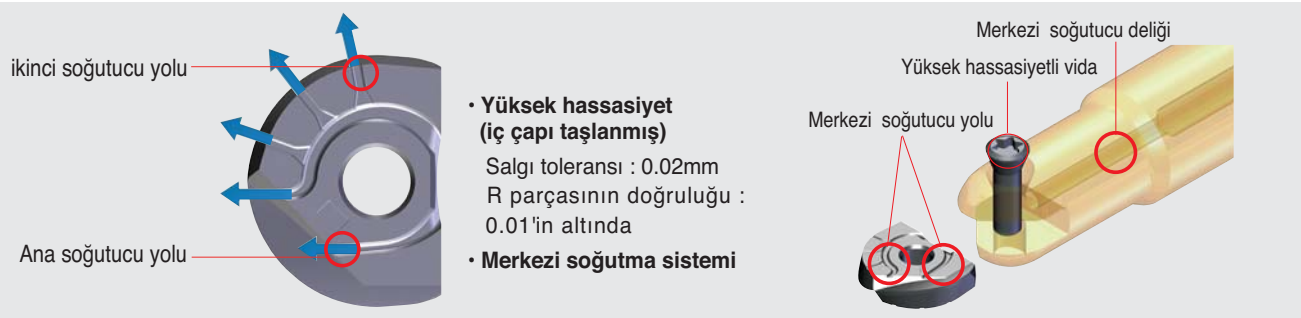 ikinci soğutucu yolu
Ana soğutucu yolu
• Yüksek hassasiyet
(iç çapı taşlanmış)
Salgı toleransı : 0.02mm
R parçasının doğruluğu :
0.01'in altında
• Merkezi soğutma sistemi
Merkezi soğutucu deliği
Yüksek hassasiyetli vida
Merkezi soğutucu yolu